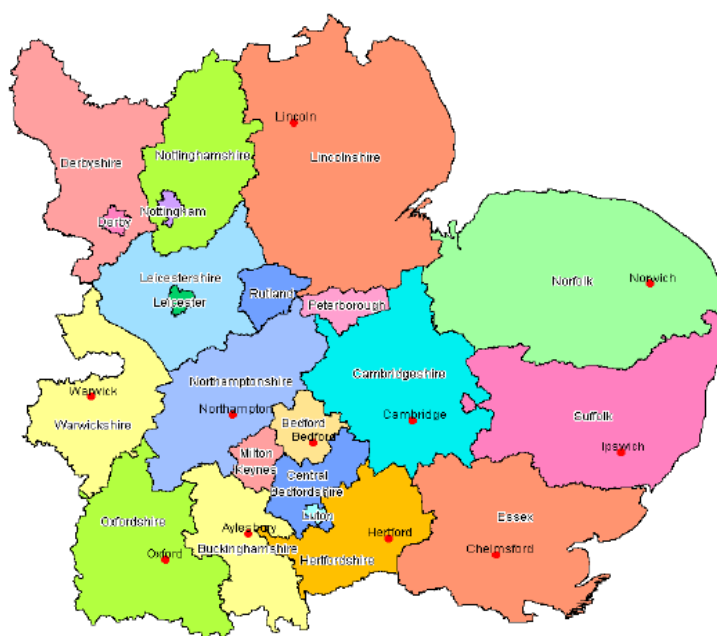 Lincoln
Nottinghamshire
Lincolnshire
Derbyshire
Nottingham
Derby
Leicestershire
Norfolk
Norwich
Rutland
Leicester
Peterborough
Northamptonshire
Cambridgeshire
Warwick
Northampton
Cambridge
Suffolk
Warwickshire
Bedford
Bedford
Ipswich
Milton
Keynes
Central
Bedfordshire
Luton
Essex
Oxfordshire
Aylesbury
Hertford
Buckinghamshire
Oxford
Chelmsford
Hertfordshire